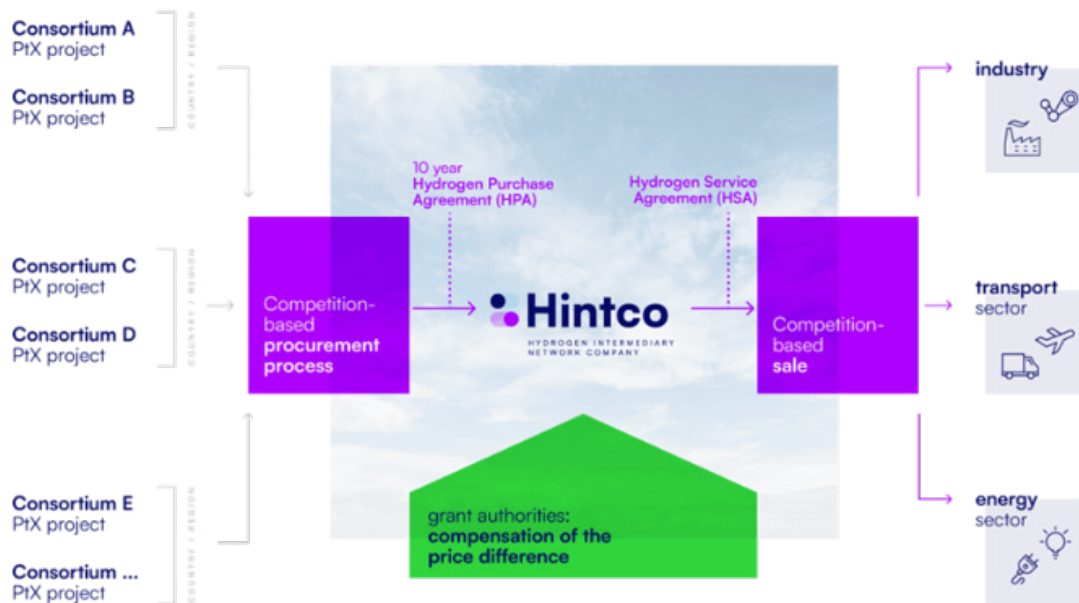 Consortium A
PtX project
Consortium B
PtX project
COUNTRY / REGION
Consortium C
PtX project
Consortium D
PtX project
COUNTRY / REGION
Consortium E
PtX project
Consortium ...
PtX project
COUNTRY / REGION
Competition-
based
procurement
process
10 year
Hydrogen Purchase
Agreement (HPA)
Hintco
HYDROGEN INTERMEDIARY
NETWORK COMPANY
Hydrogen Service
Agreement (HSA)
Competition-
based
sale
grant authorities:
compensation of the
price difference
industry
transport
sector
energy
sector